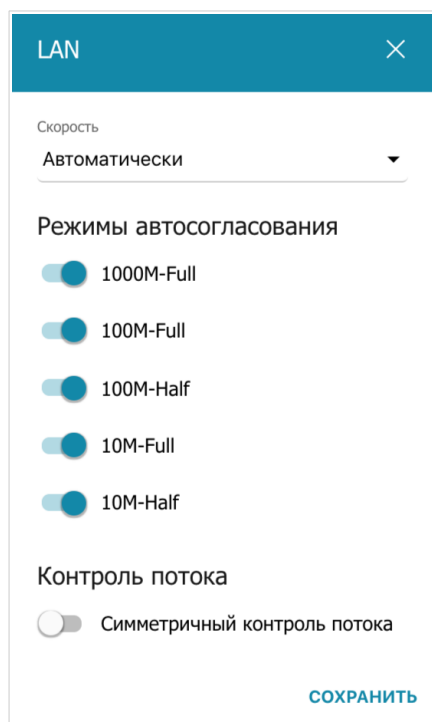 LAN
Скорость
Автоматически
Режимы автосогласования
1000M-Full
100M-Full
100M-Half
10M-Full
10M-Half
Контроль потока
Симметричный контроль потока
СОХРАНИТЬ